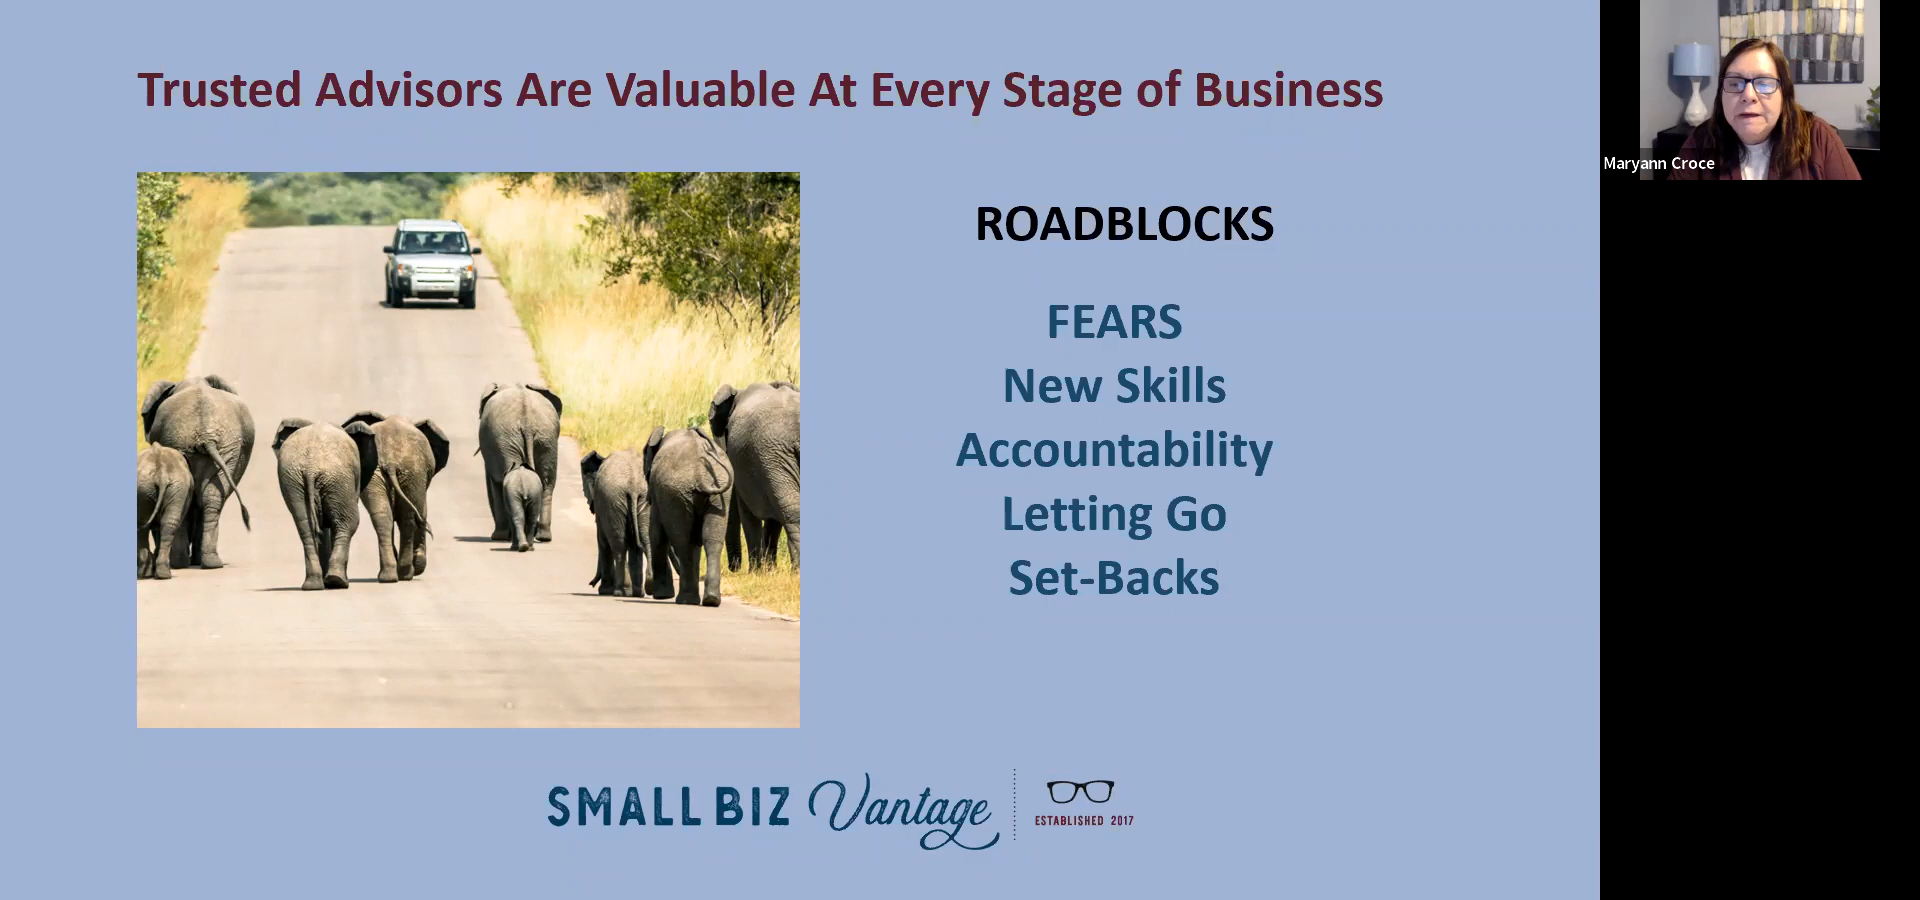 Trusted Advisors Are Valuable At Every Stage of Business
ROADBLOCKS
FEARS
New Skills
Accountability
Letting Go
Set-Backs
SMALL BIZ Vantage
ESTABLISHED 2017
Maryann Croce